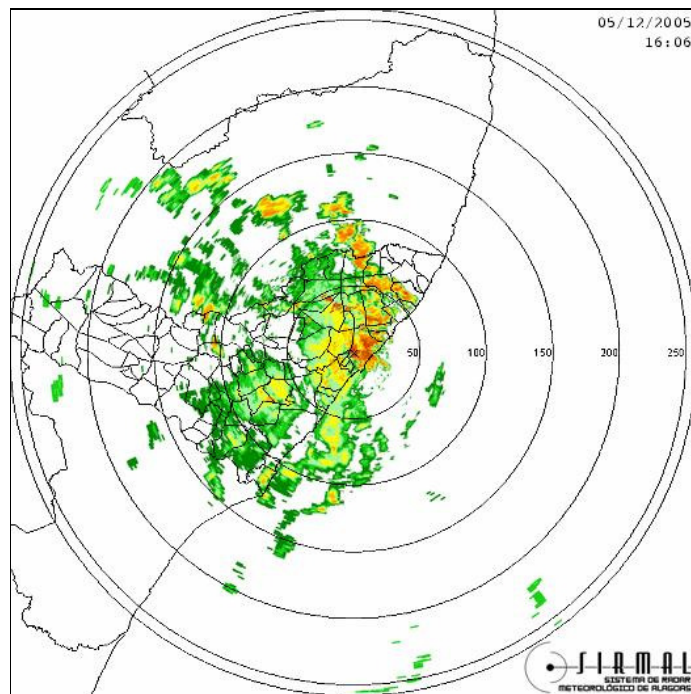 05/12/2005
16:06
50 100 150 200 250
SIRMAL
SISTEMA DE RADAR
METEOROLÓGICO DE ALAGOAS